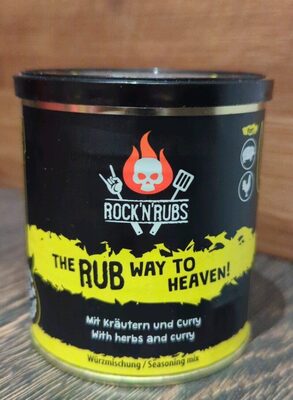 ROCK'N'RUBS
THE RUB WAY TO
HEAVEN!
Mit Kräutern und Curry
With herbs and curry
Würzmischung / Seasoning mix